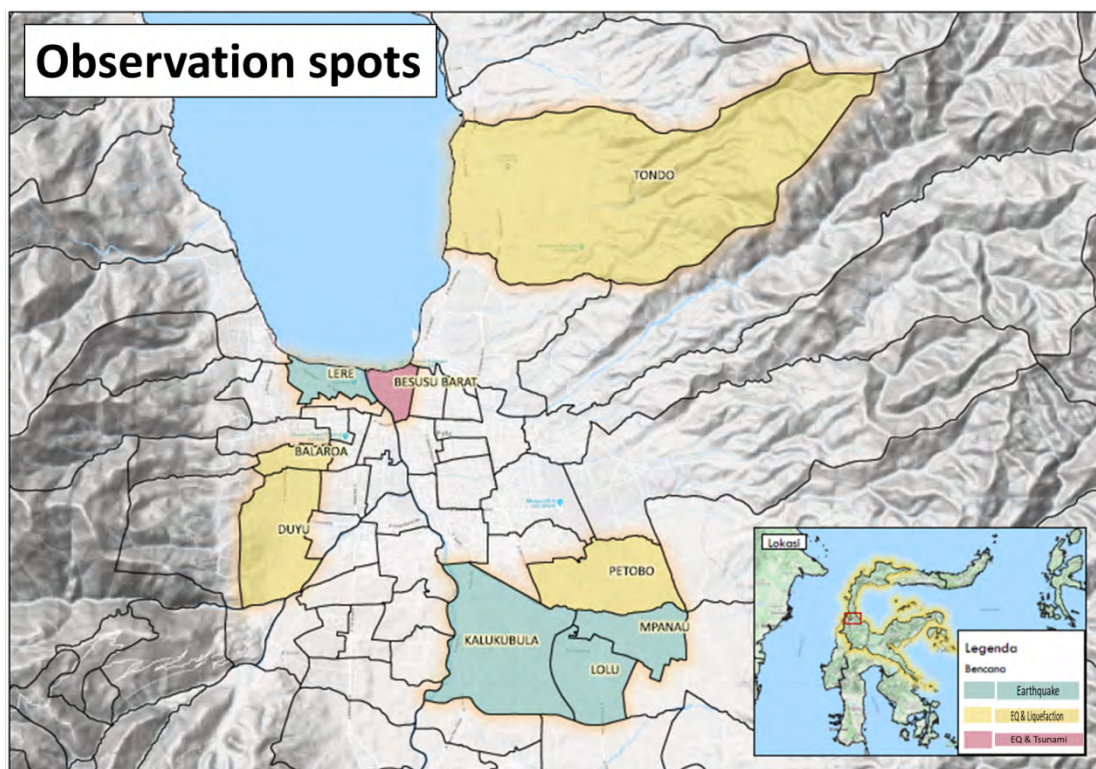 Observation spots
TONDO
LERE
BESUSU BARAT
BALAROA
DUYU
PETOBO
MPANAU
KALUKUBULA
LOLU
Lokasi
Legenda
Bencana
Earthquake
EQ & Liquefaction
EQ & Tsunami